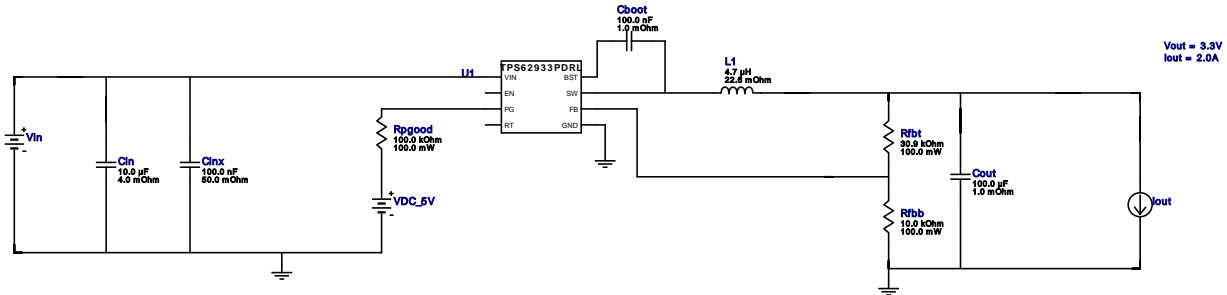 Cboot
100.0 nF
1.0 mOhm
Vout = 3.3V
Iout = 2.0A
TPS62933PDRL
U1
VIN
BST
EN
SW
PG
FB
RT
GND
L1
4.7 µH
22.6 mOhm
Vin
Cin
10.0 µF
4.0 mOhm
Cinx
100.0 nF
50.0 mOhm
Rpgood
100.0 kOhm
100.0 mW
VDC_5V
Rfbt
30.9 kOhm
100.0 mW
Cout
100.0 µF
1.0 mOhm
Rfbb
10.0 kOhm
100.0 mW
Iout